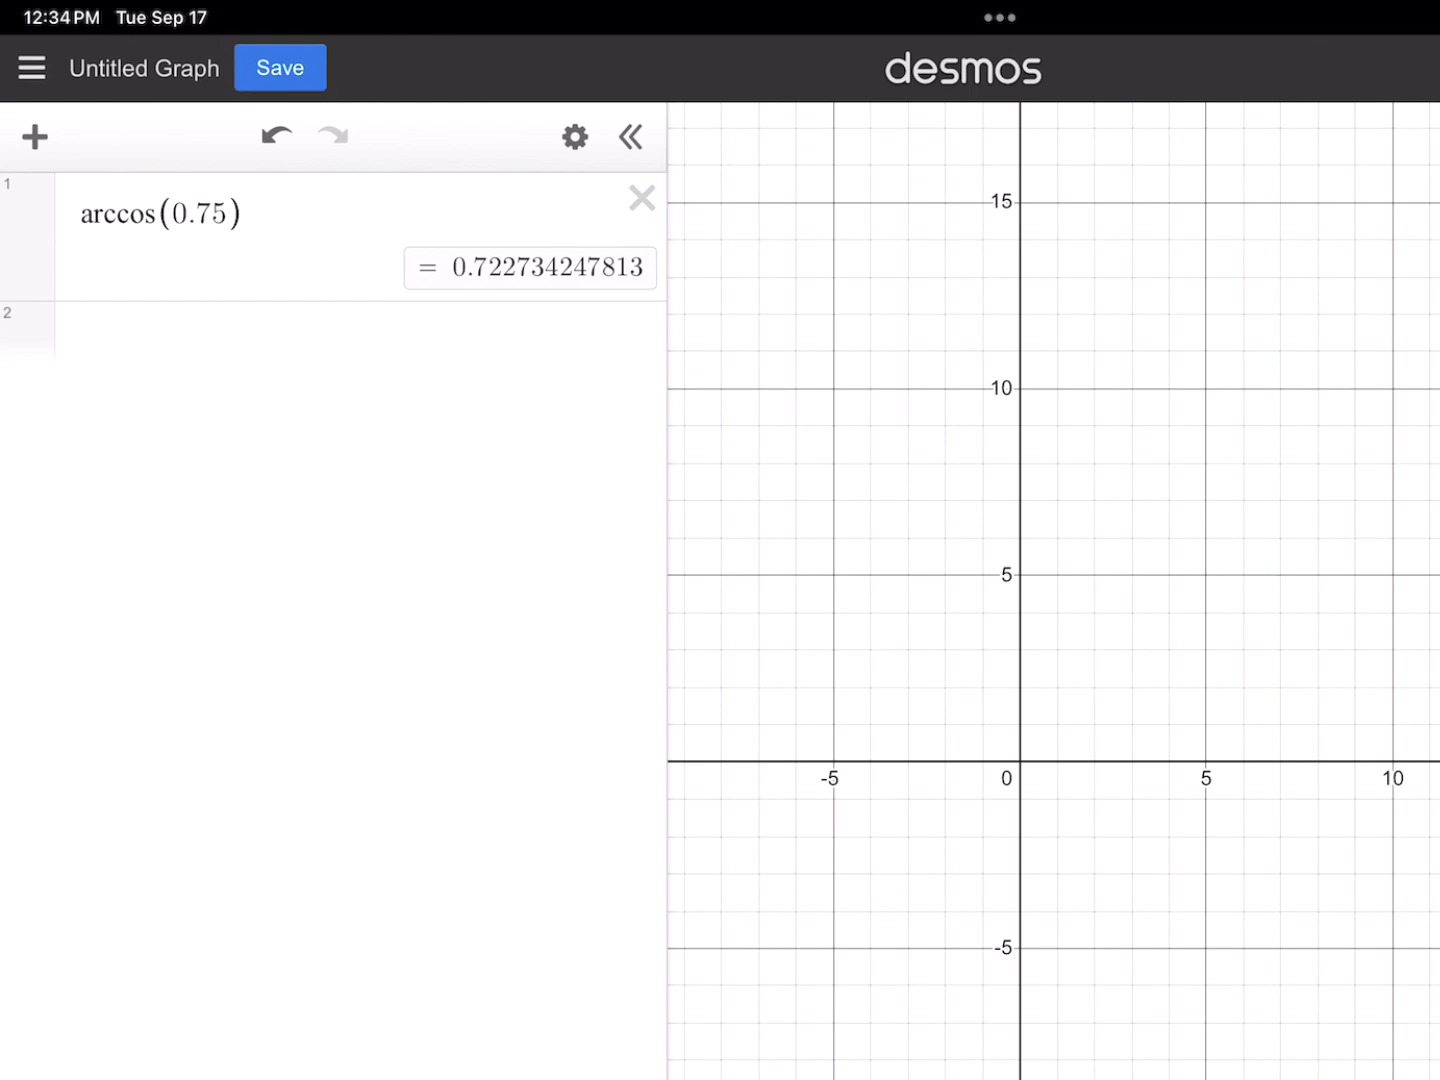 12:34 PM Tue Sep 17
Untitled Graph Save desmos
1
arccos(0.75)
= 0.722734247813
2
15
10
5
-5 0 5 10
-5